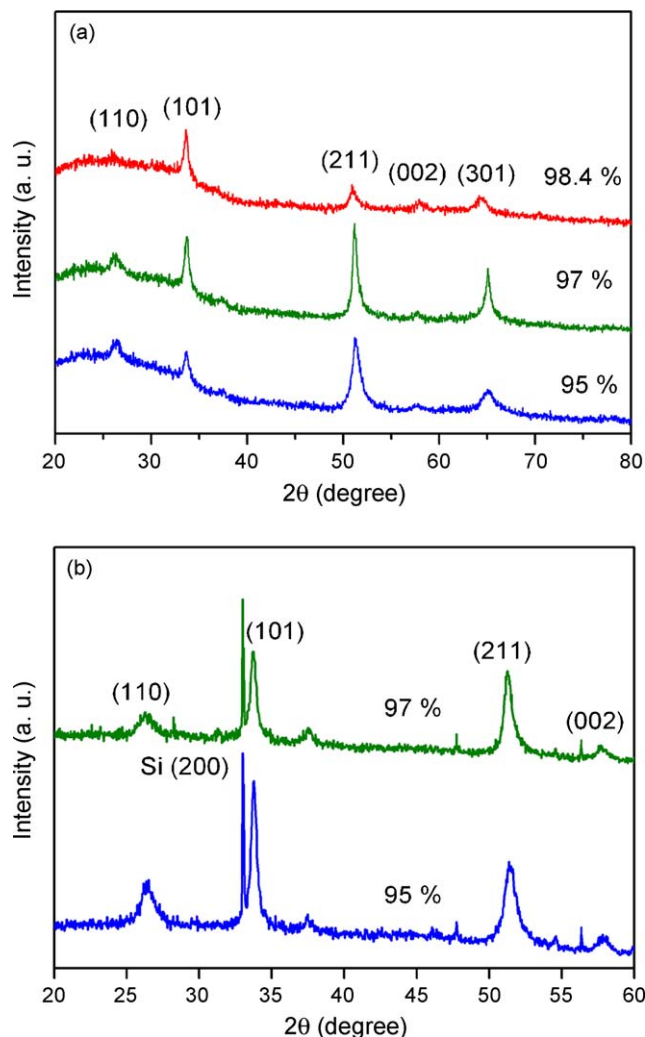 (a)
(110)
(101)
(211)
(002)
(301)
98.4 %
97 %
95 %
Intensity (a. u.)
20 30 40 50 60 70 80
2θ (degree)
(b)
(110)
(101)
(211)
(002)
97 %
Si (200)
95 %
Intensity (a. u.)
20 25 30 35 40 45 50 55 60
2θ (degree)